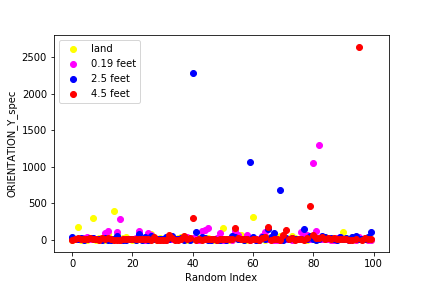 land
0.19 feet
2.5 feet
4.5 feet
2500
2000
1500
1000
500
0
ORIENTATION_Y_spec
0 20 40 60 80 100
Random Index